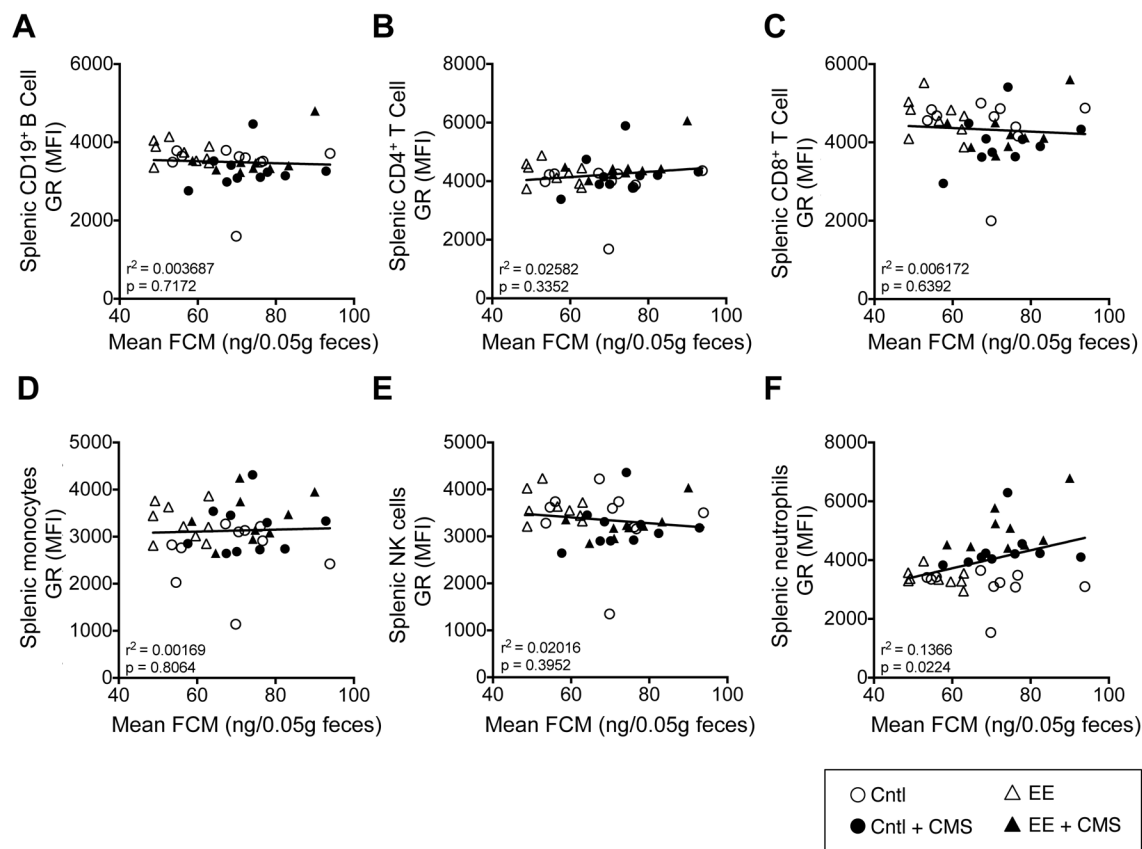 A
Splenic CD19⁺ B Cell
GR (MFI)
6000
4000
2000
0
r² = 0.003687
p = 0.7172
40 60 80 100
Mean FCM (ng/0.05g feces)
B
Splenic CD4⁺ T Cell
GR (MFI)
8000
6000
4000
2000
0
r² = 0.02582
p = 0.3352
40 60 80 100
Mean FCM (ng/0.05g feces)
C
Splenic CD8⁺ T Cell
GR (MFI)
6000
4000
2000
0
r² = 0.006172
p = 0.6392
40 60 80 100
Mean FCM (ng/0.05g feces)
D
Splenic monocytes
GR (MFI)
5000
4000
3000
2000
1000
0
r² = 0.00169
p = 0.8064
40 60 80 100
Mean FCM (ng/0.05g feces)
E
Splenic NK cells
GR (MFI)
5000
4000
3000
2000
1000
0
r² = 0.02016
p = 0.3952
40 60 80 100
Mean FCM (ng/0.05g feces)
F
Splenic neutrophils
GR (MFI)
8000
6000
4000
2000
0
r² = 0.1366
p = 0.0224
40 60 80 100
Mean FCM (ng/0.05g feces)
Cntl EE
Cntl + CMS EE + CMS